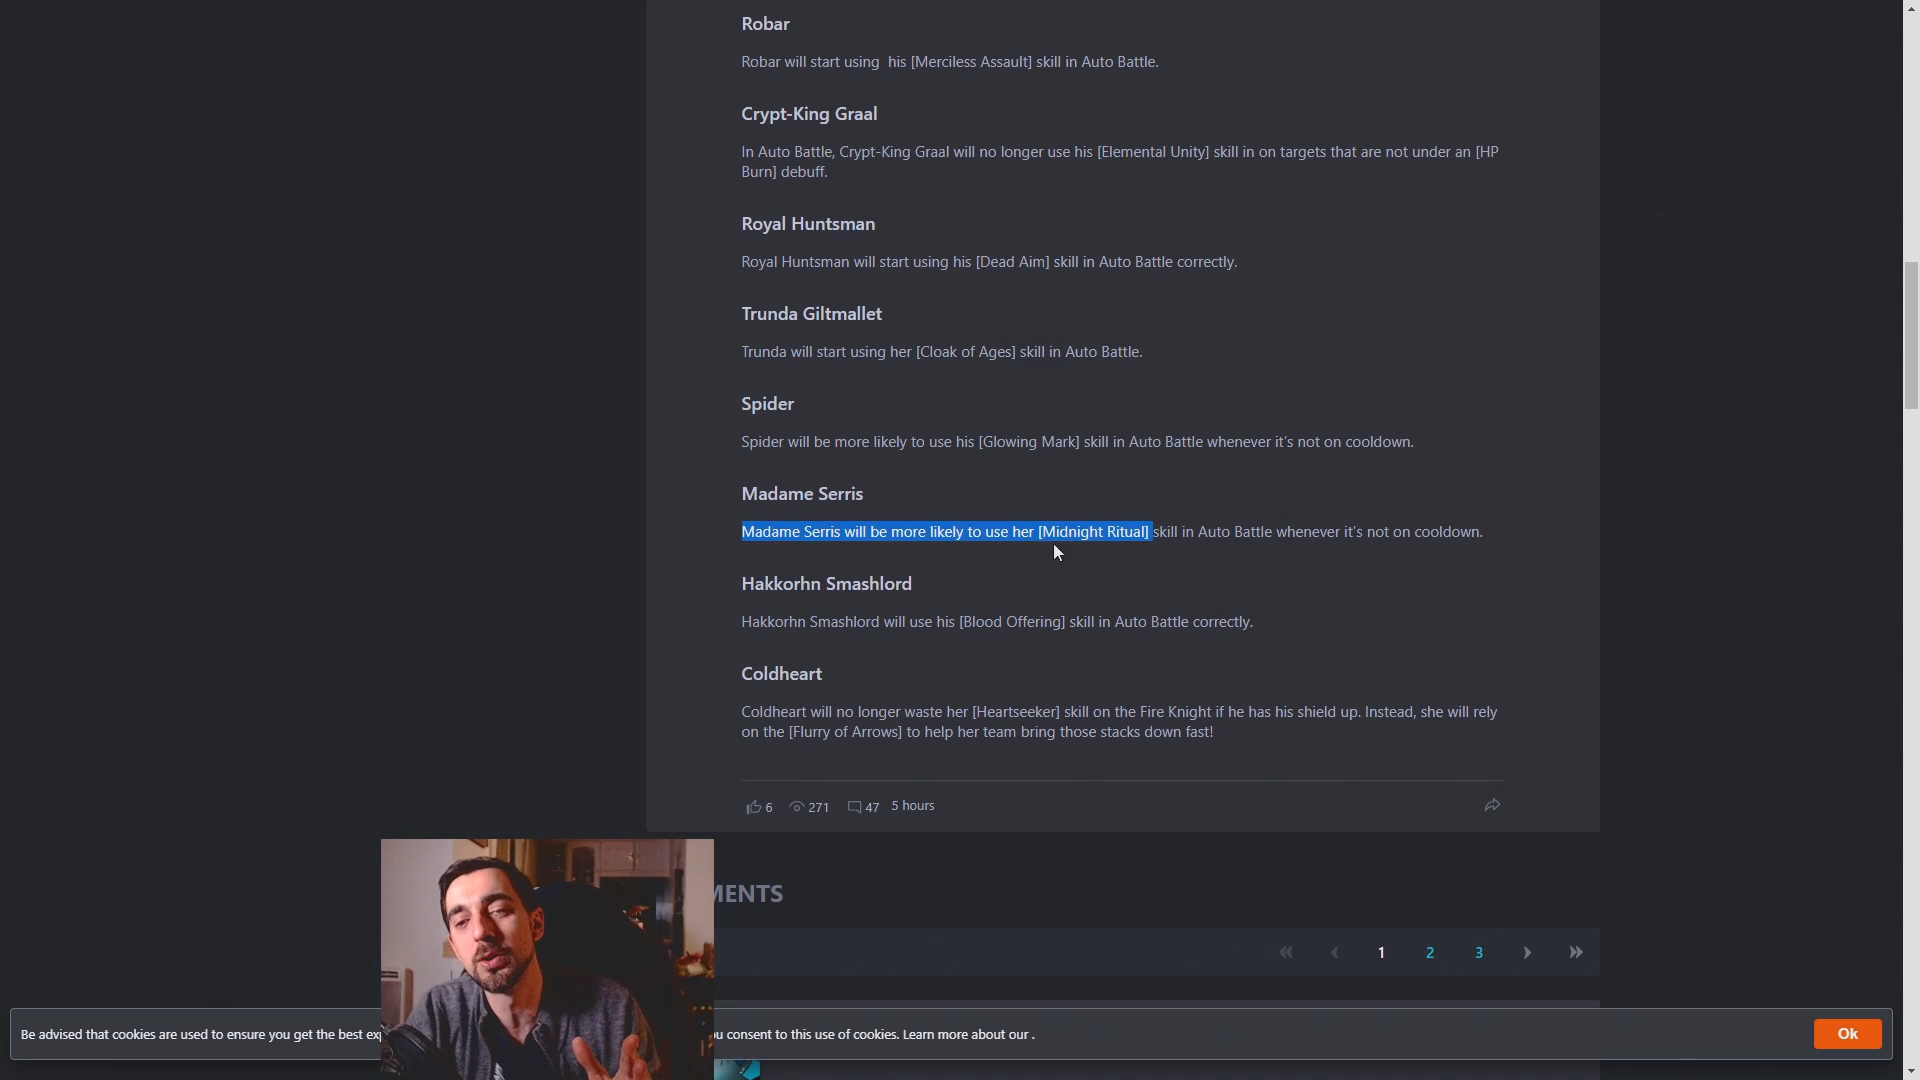 Robar
Robar will start using his [Merciless Assault] skill in Auto Battle.
Crypt-King Graal
In Auto Battle, Crypt-King Graal will no longer use his [Elemental Unity] skill in on targets that are not under an [HP
Burn] debuff.
Royal Huntsman
Royal Huntsman will start using his [Dead Aim] skill in Auto Battle correctly.
Trunda Giltmallet
Trunda will start using her [Cloak of Ages] skill in Auto Battle.
Spider
Spider will be more likely to use his [Glowing Mark] skill in Auto Battle whenever it's not on cooldown.
Madame Serris
Madame Serris will be more likely to use her [Midnight Ritual] skill in Auto Battle whenever it's not on cooldown.
Hakkorhn Smashlord
Hakkorhn Smashlord will use his [Blood Offering] skill in Auto Battle correctly.
Coldheart
Coldheart will no longer waste her [Heartseeker] skill on the Fire Knight if he has his shield up. Instead, she will rely
on the [Flurry of Arrows] to help her team bring those stacks down fast!
6 271 47 5 hours
MENTS
1 2 3
Be advised that cookies are used to ensure you get the best ex u consent to this use of cookies. Learn more about our .
Ok